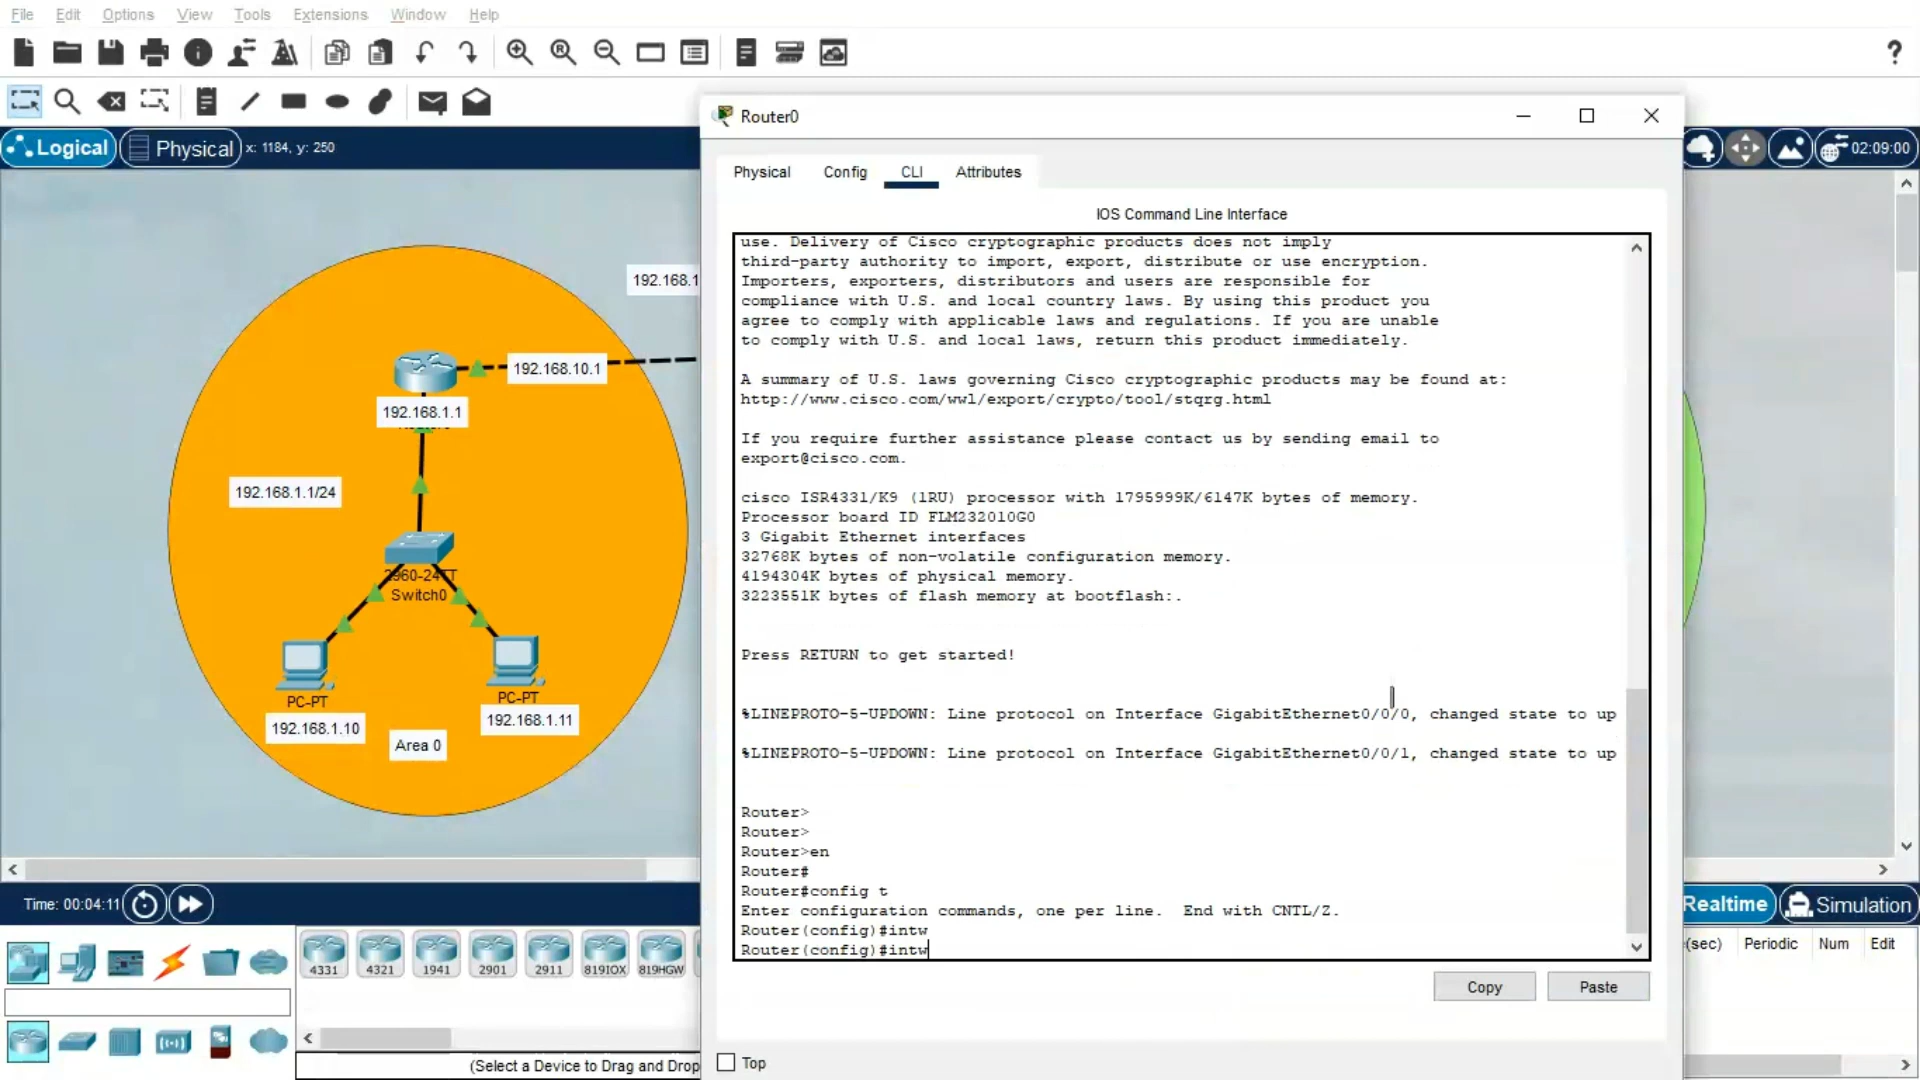 File Edit Options View Tools Extensions Window Help
?
Logical Physical x: 1184, y: 250
02:09:00
192.168.1
192.168.10.1
192.168.1.1
192.168.1.1/24
2960-24TT
Switch0
PC-PT
PC-PT
192.168.1.10
192.168.1.11
Area 0
Router0
Physical Config CLI Attributes
IOS Command Line Interface
use. Delivery of Cisco cryptographic products does not imply
third-party authority to import, export, distribute or use encryption.
Importers, exporters, distributors and users are responsible for
compliance with U.S. and local country laws. By using this product you
agree to comply with applicable laws and regulations. If you are unable
to comply with U.S. and local laws, return this product immediately.
A summary of U.S. laws governing Cisco cryptographic products may be found at:
http://www.cisco.com/wwl/export/crypto/tool/stqrg.html
If you require further assistance please contact us by sending email to
export@cisco.com.
cisco ISR4331/K9 (1RU) processor with 1795999K/6147K bytes of memory.
Processor board ID FLM232010G0
3 Gigabit Ethernet interfaces
32768K bytes of non-volatile configuration memory.
4194304K bytes of physical memory.
3223551K bytes of flash memory at bootflash:.
Press RETURN to get started!
%LINEPROTO-5-UPDOWN: Line protocol on Interface GigabitEthernet0/0/0, changed state to up
%LINEPROTO-5-UPDOWN: Line protocol on Interface GigabitEthernet0/0/1, changed state to up
Router>
Router>
Router>en
Router#
Router#config t
Enter configuration commands, one per line. End with CNTL/Z.
Router(config)#intw
Router(config)#intw
Copy Paste
Top
Time: 00:04:11
Realtime Simulation
(sec) Periodic Num Edit
4331 4321 1941 2901 2911 819IOX 819HGW
(Select a Device to Drag and Drop